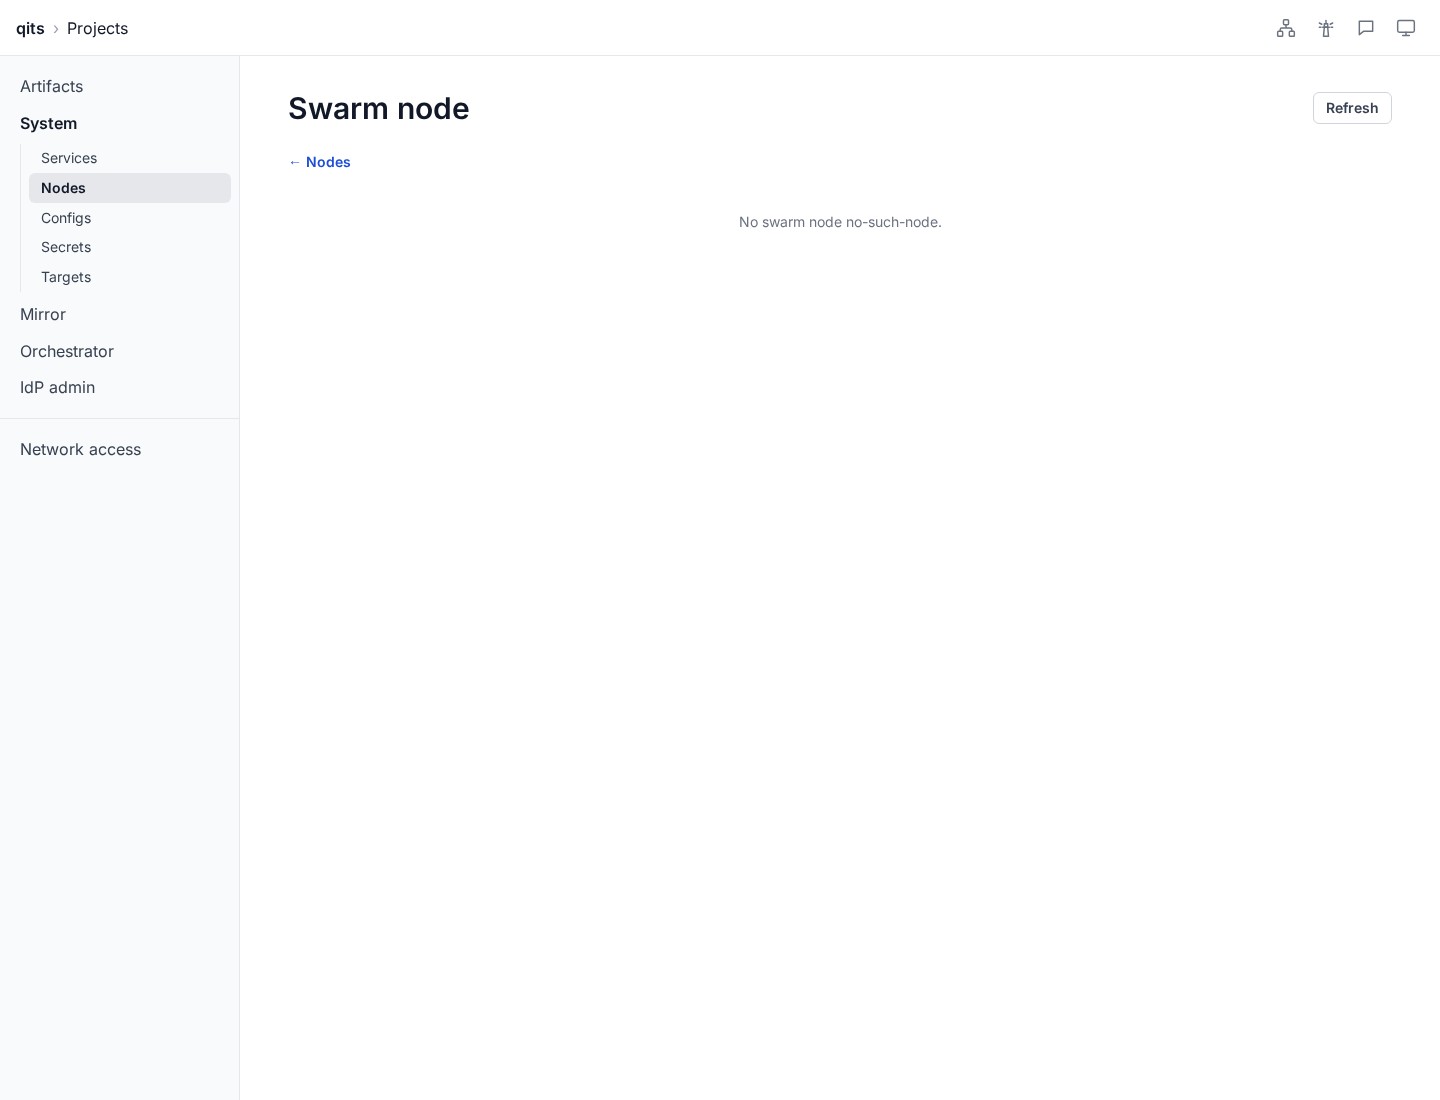 qits › Projects
Artifacts
System
Services
Nodes
Configs
Secrets
Targets
Mirror
Orchestrator
IdP admin
Network access
Swarm node
Refresh
← Nodes
No swarm node no-such-node.